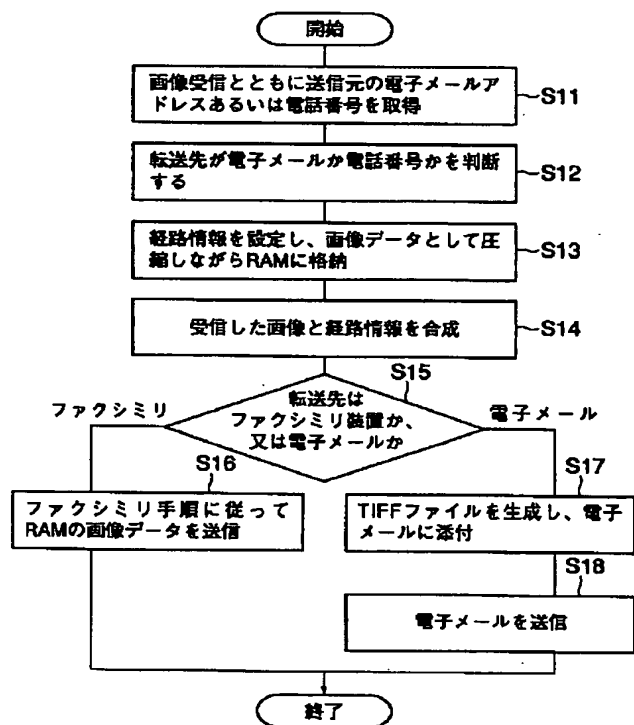 開始
画像受信とともに送信元の電子メールア
ドレスあるいは電話番号を取得
S11
転送先が電子メールか電話番号かを判断
する
S12
経路情報を設定し、画像データとして圧
縮しながらRAMに格納
S13
受信した画像と経路情報を合成
S14
S15
転送先は
ファクシミリ装置か、
又は電子メールか
ファクシミリ
電子メール
S16
ファクシミリ手順に従って
RAMの画像データを送信
S17
TIFFファイルを生成し、電子
メールに添付
S18
電子メールを送信
終了